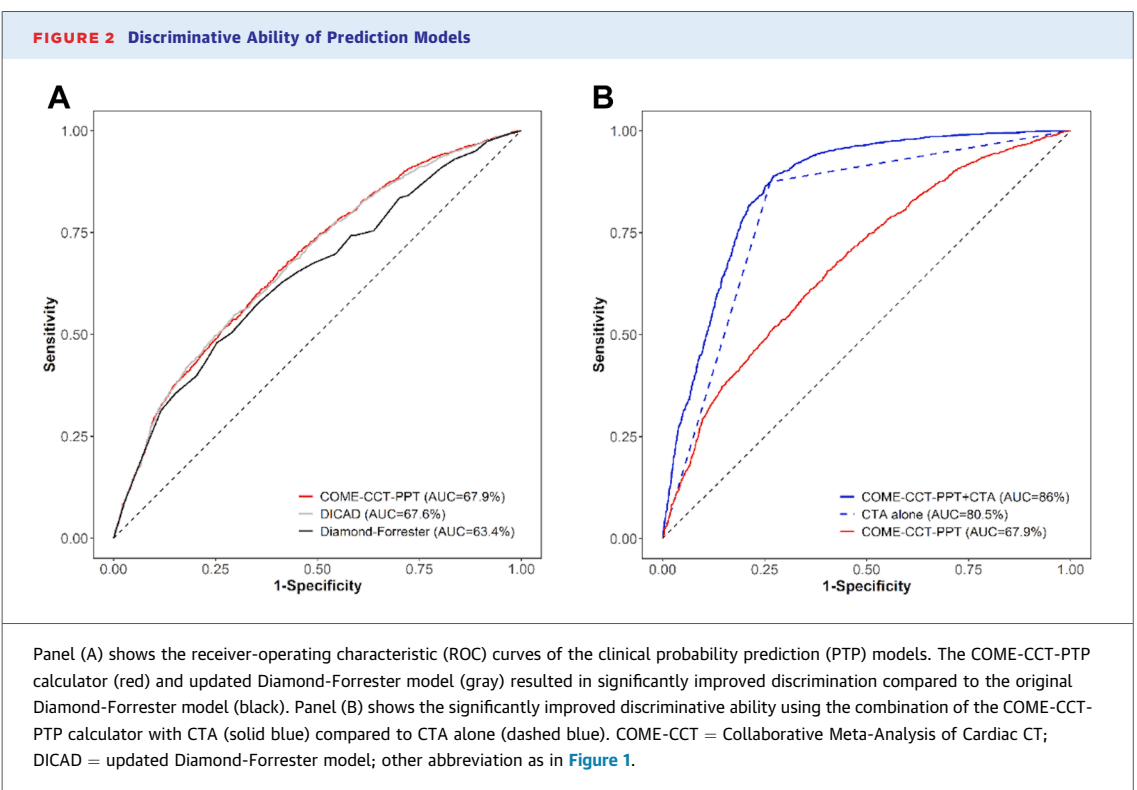 FIGURE 2 Discriminative Ability of Prediction Models
A
1.00
0.75
0.50
0.25
0.00
Sensitivity
COME-CCT-PPT (AUC=67.9%)
DICAD (AUC=67.6%)
Diamond-Forrester (AUC=63.4%)
0.00 0.25 0.50 0.75 1.00
1-Specificity
B
1.00
0.75
0.50
0.25
0.00
Sensitivity
COME-CCT-PPT+CTA (AUC=86%)
CTA alone (AUC=80.5%)
COME-CCT-PPT (AUC=67.9%)
0.00 0.25 0.50 0.75 1.00
1-Specificity
Panel (A) shows the receiver-operating characteristic (ROC) curves of the clinical probability prediction (PTP) models. The COME-CCT-PTP
calculator (red) and updated Diamond-Forrester model (gray) resulted in significantly improved discrimination compared to the original
Diamond-Forrester model (black). Panel (B) shows the significantly improved discriminative ability using the combination of the COME-CCT-
PTP calculator with CTA (solid blue) compared to CTA alone (dashed blue). COME-CCT = Collaborative Meta-Analysis of Cardiac CT;
DICAD = updated Diamond-Forrester model; other abbreviation as in Figure 1.